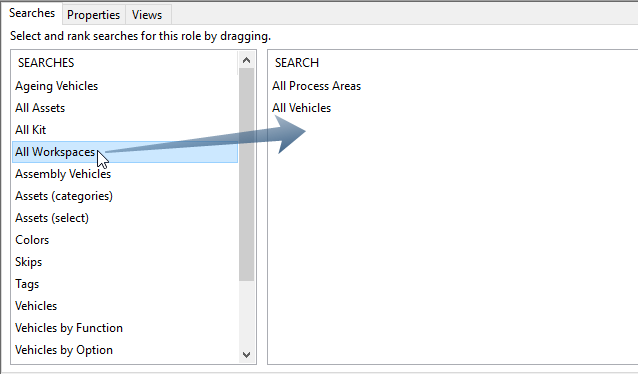 Searches Properties Views
Select and rank searches for this role by dragging.
SEARCHES
Ageing Vehicles
All Assets
All Kit
All Workspaces
Assembly Vehicles
Assets (categories)
Assets (select)
Colors
Skips
Tags
Vehicles
Vehicles by Function
Vehicles by Option
SEARCH
All Process Areas
All Vehicles